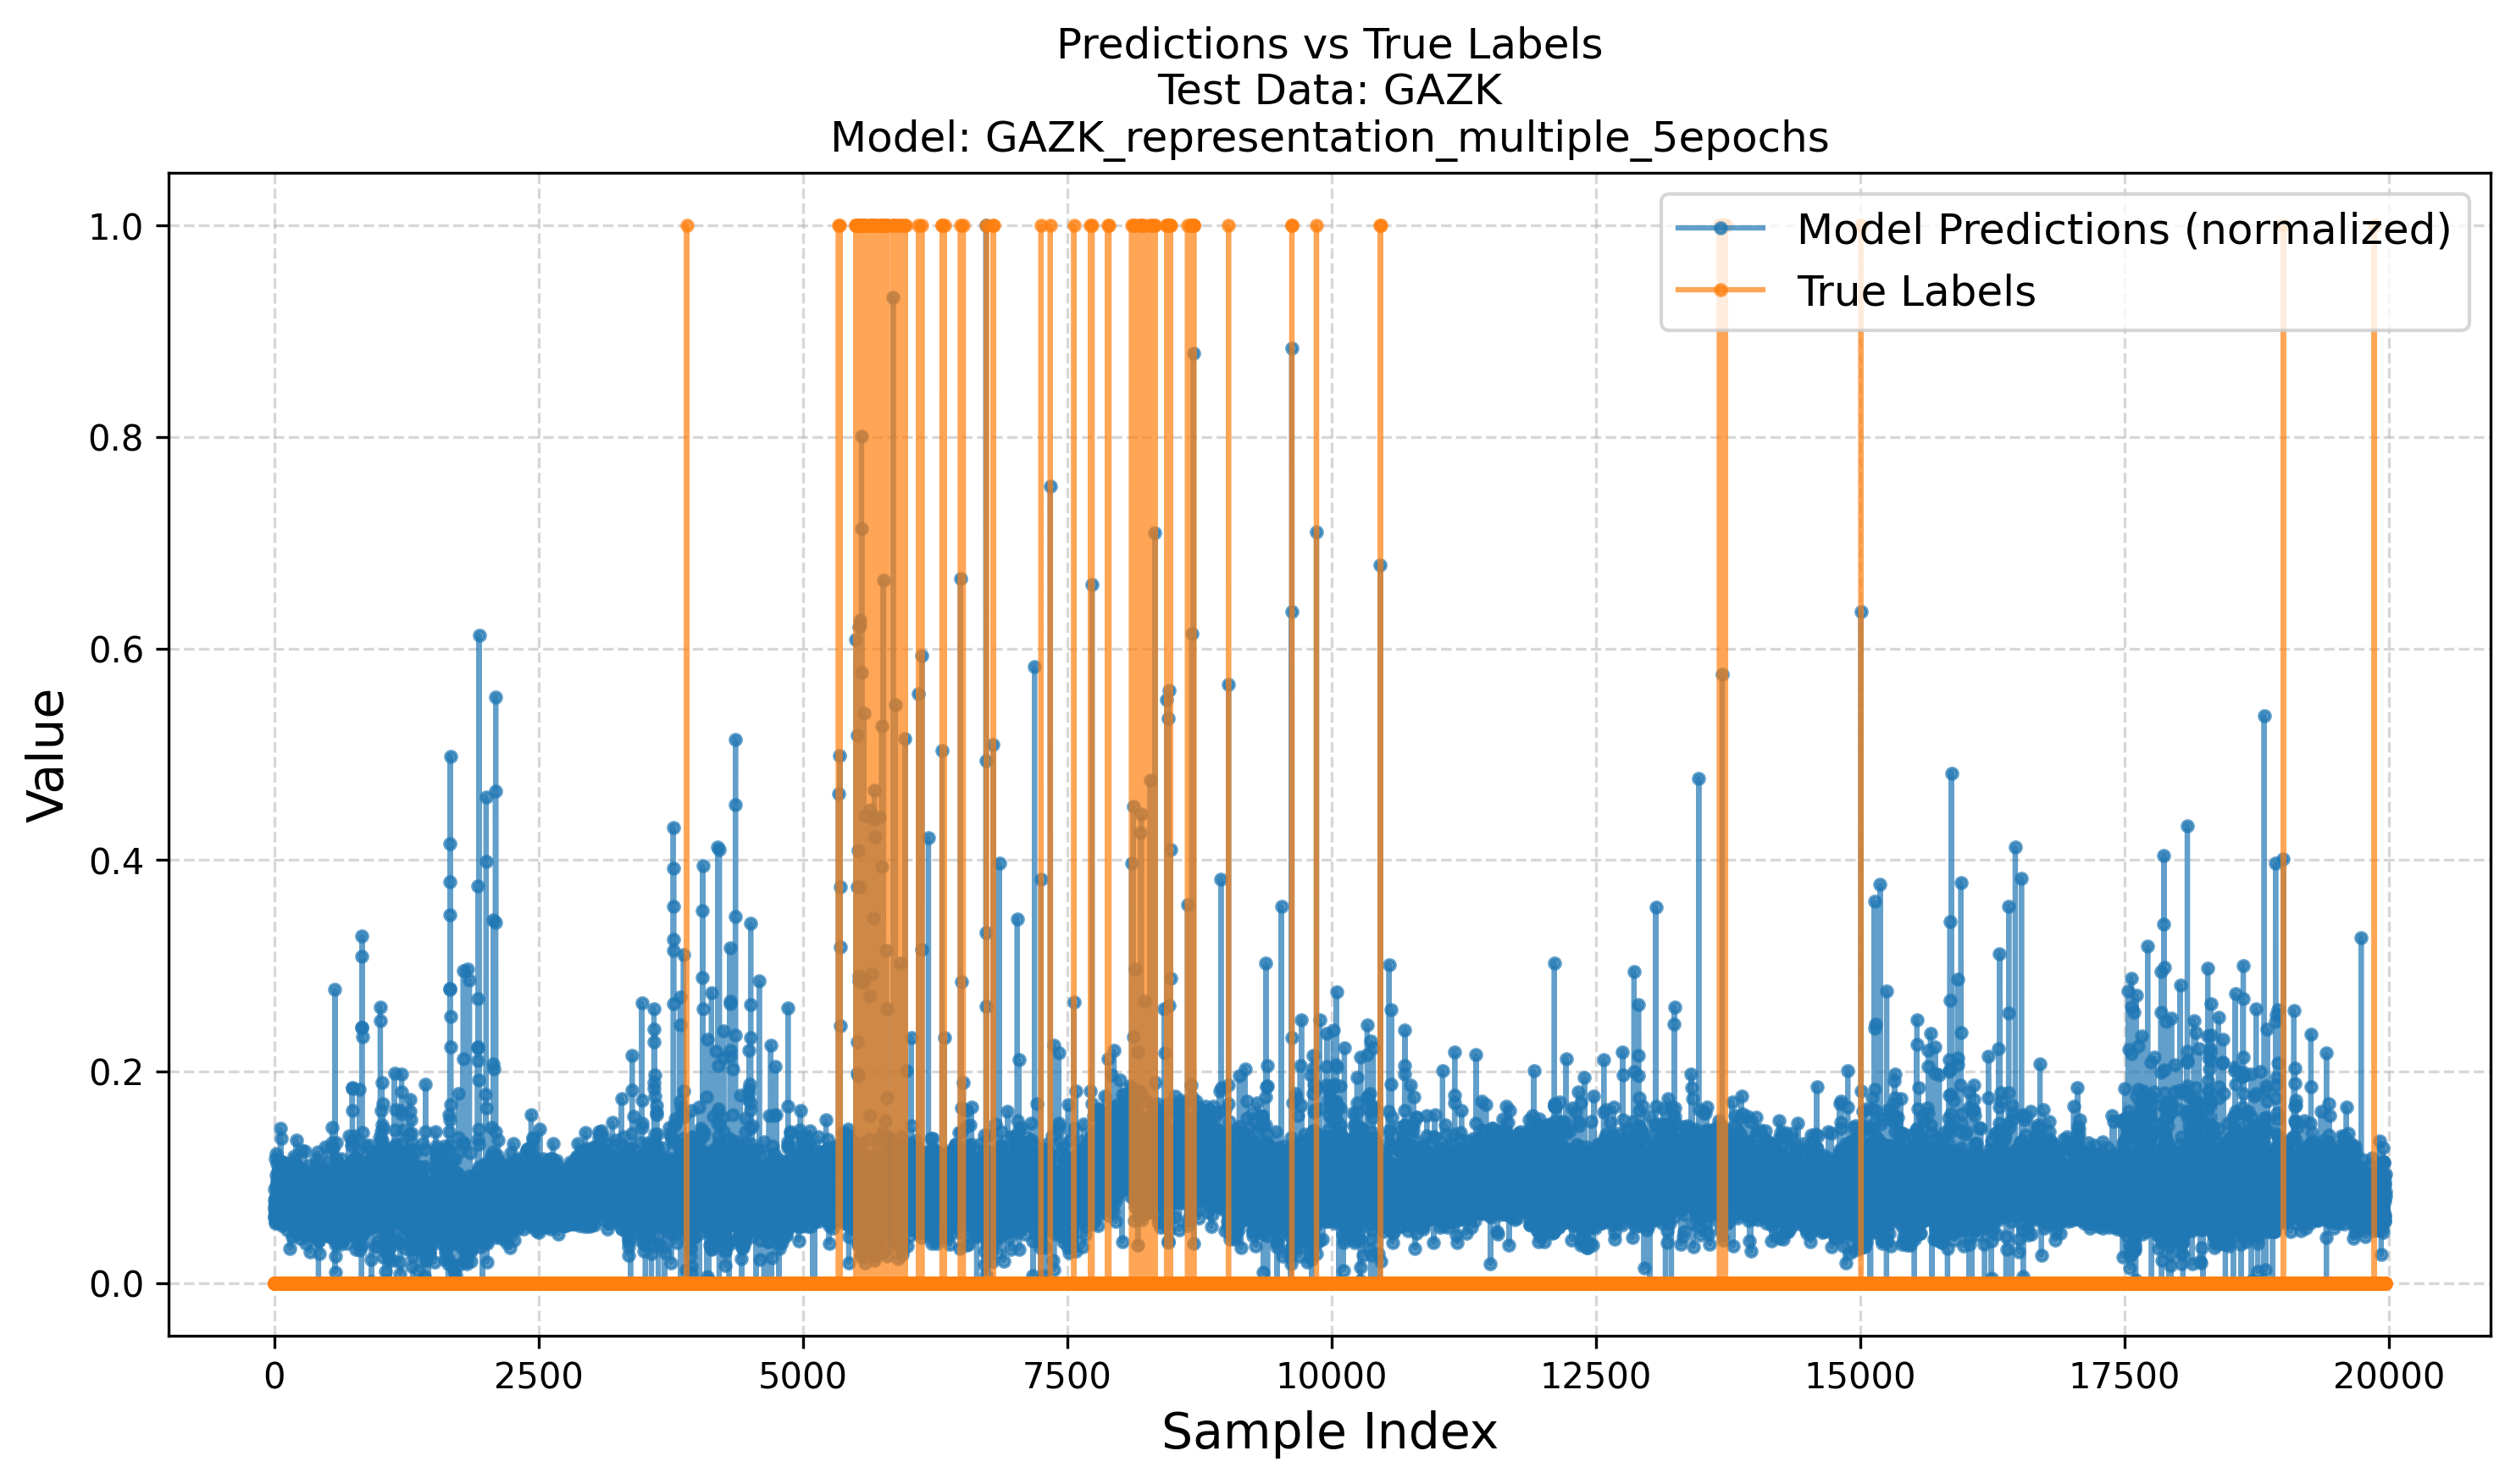 Predictions vs True Labels
Test Data: GAZK
Model: GAZK_representation_multiple_5epochs
Model Predictions (normalized)
True Labels
Value
1.0
0.8
0.6
0.4
0.2
0.0
0 2500 5000 7500 10000 12500 15000 17500 20000
Sample Index